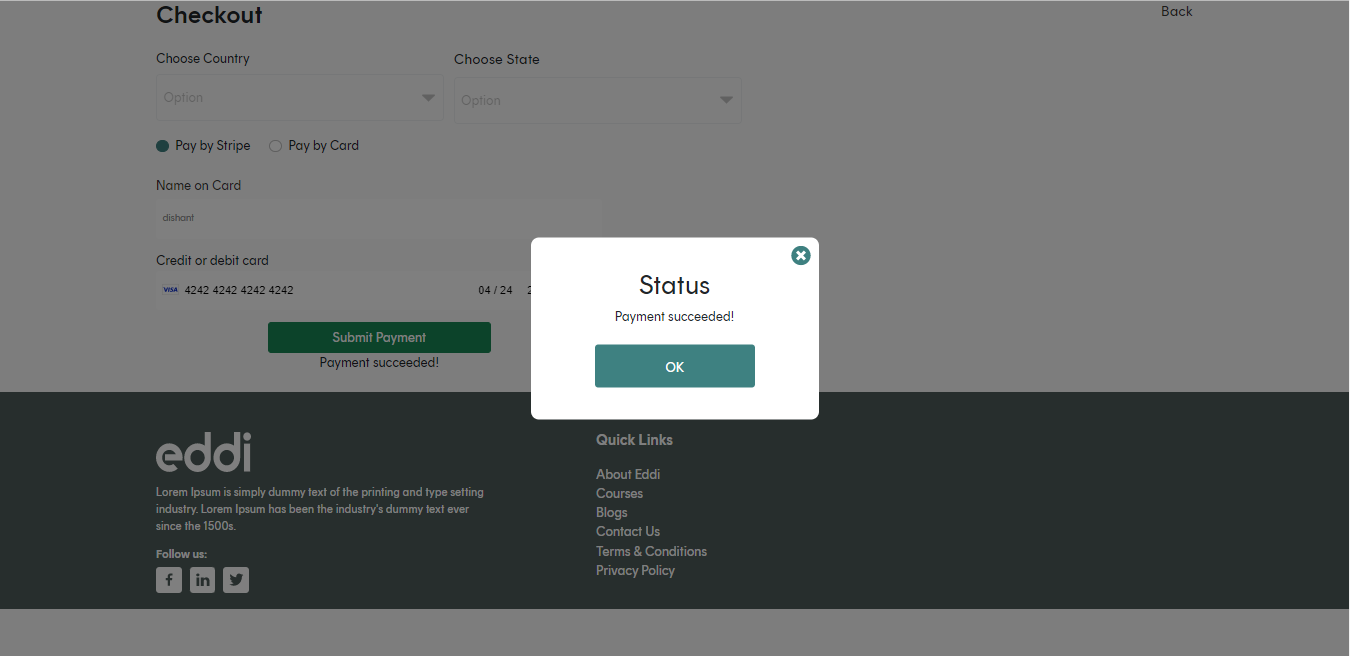 Checkout
Back
Choose Country
Choose State
Option
Option
Pay by Stripe
Pay by Card
Name on Card
dishant
Credit or debit card
VISA 4242 4242 4242 4242
04 / 24
Submit Payment
Payment succeeded!
Status
Payment succeeded!
OK
eddi
Lorem Ipsum is simply dummy text of the printing and type setting
industry. Lorem Ipsum has been the industry's dummy text ever
since the 1500s.
Follow us:
f
in
Quick Links
About Eddi
Courses
Blogs
Contact Us
Terms & Conditions
Privacy Policy